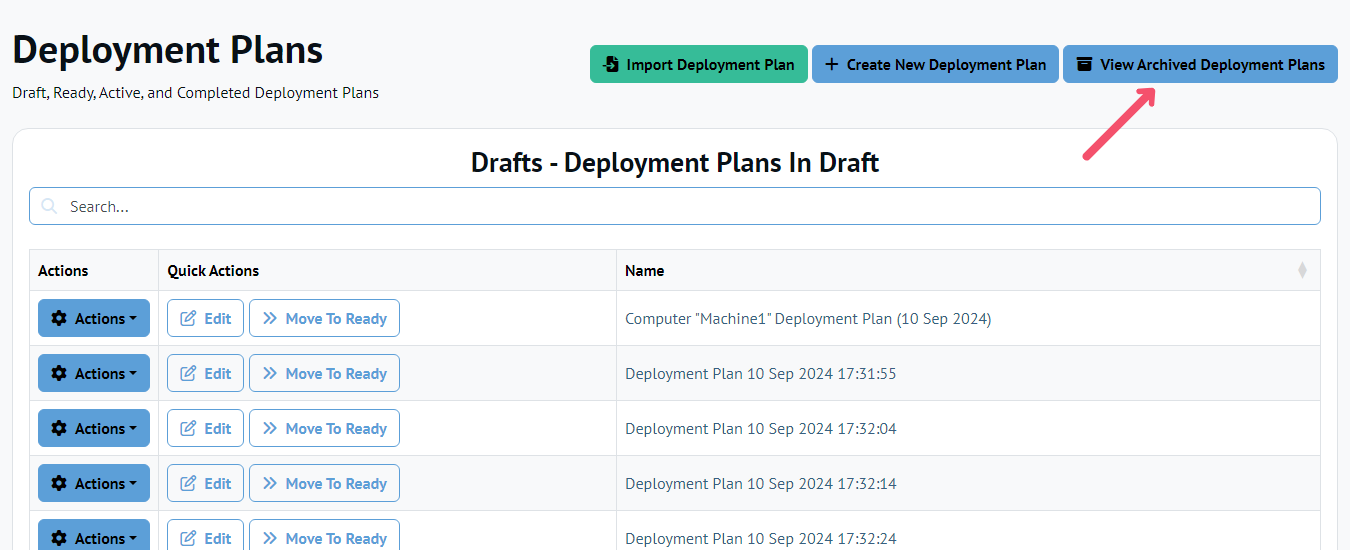 Deployment Plans
Import Deployment Plan
Create New Deployment Plan
View Archived Deployment Plans
Draft, Ready, Active, and Completed Deployment Plans
Drafts - Deployment Plans In Draft
Search...
Actions Quick Actions Name
Actions Edit Move To Ready Computer "Machine1" Deployment Plan (10 Sep 2024)
Actions Edit Move To Ready Deployment Plan 10 Sep 2024 17:31:55
Actions Edit Move To Ready Deployment Plan 10 Sep 2024 17:32:04
Actions Edit Move To Ready Deployment Plan 10 Sep 2024 17:32:14
Actions Edit Move To Ready Deployment Plan 10 Sep 2024 17:32:24